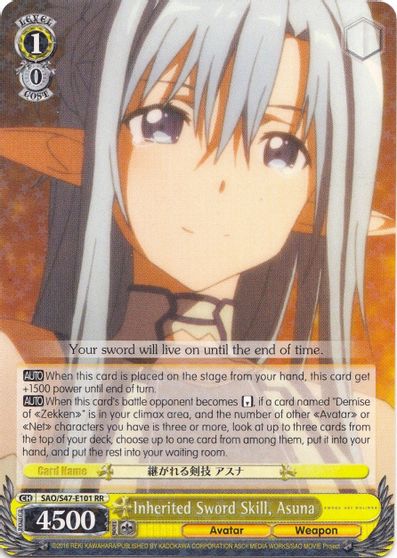 LEVEL
1
0
COST
Your sword will live on until the end of time.
AUTO When this card is placed on the stage from your hand, this card get
+1500 power until end of turn.
AUTO When this card's battle opponent becomes, if a card named "Demise
of «Zekken»" is in your climax area, and the number of other «Avatar» or
«Net» characters you have is three or more, look at up to three cards
from the top of your deck, choose up to one card from among them, put it into
your hand, and put the rest into your waiting room.
Card Name
継がれる剣技 アスナ
CH SAO/S47-E101 RR
4500
Inherited Sword Skill, Asuna
Avatar
Weapon
©2016 REKI KAWAHARA/PUBLISHED BY KADOKAWA CORPORATION ASCII MEDIA WORKS/SAO MOVIE Project